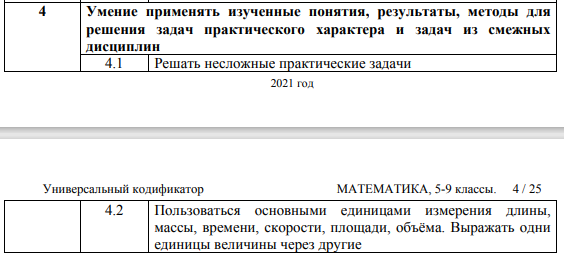 4 Умение применять изученные понятия, результаты, методы для
решения задач практического характера и задач из смежных
дисциплин
4.1 Решать несложные практические задачи
2021 год
Универсальный кодификатор МАТЕМАТИКА, 5-9 классы. 4 / 25
4.2 Пользоваться основными единицами измерения длины,
массы, времени, скорости, площади, объёма. Выражать одни
единицы величины через другие